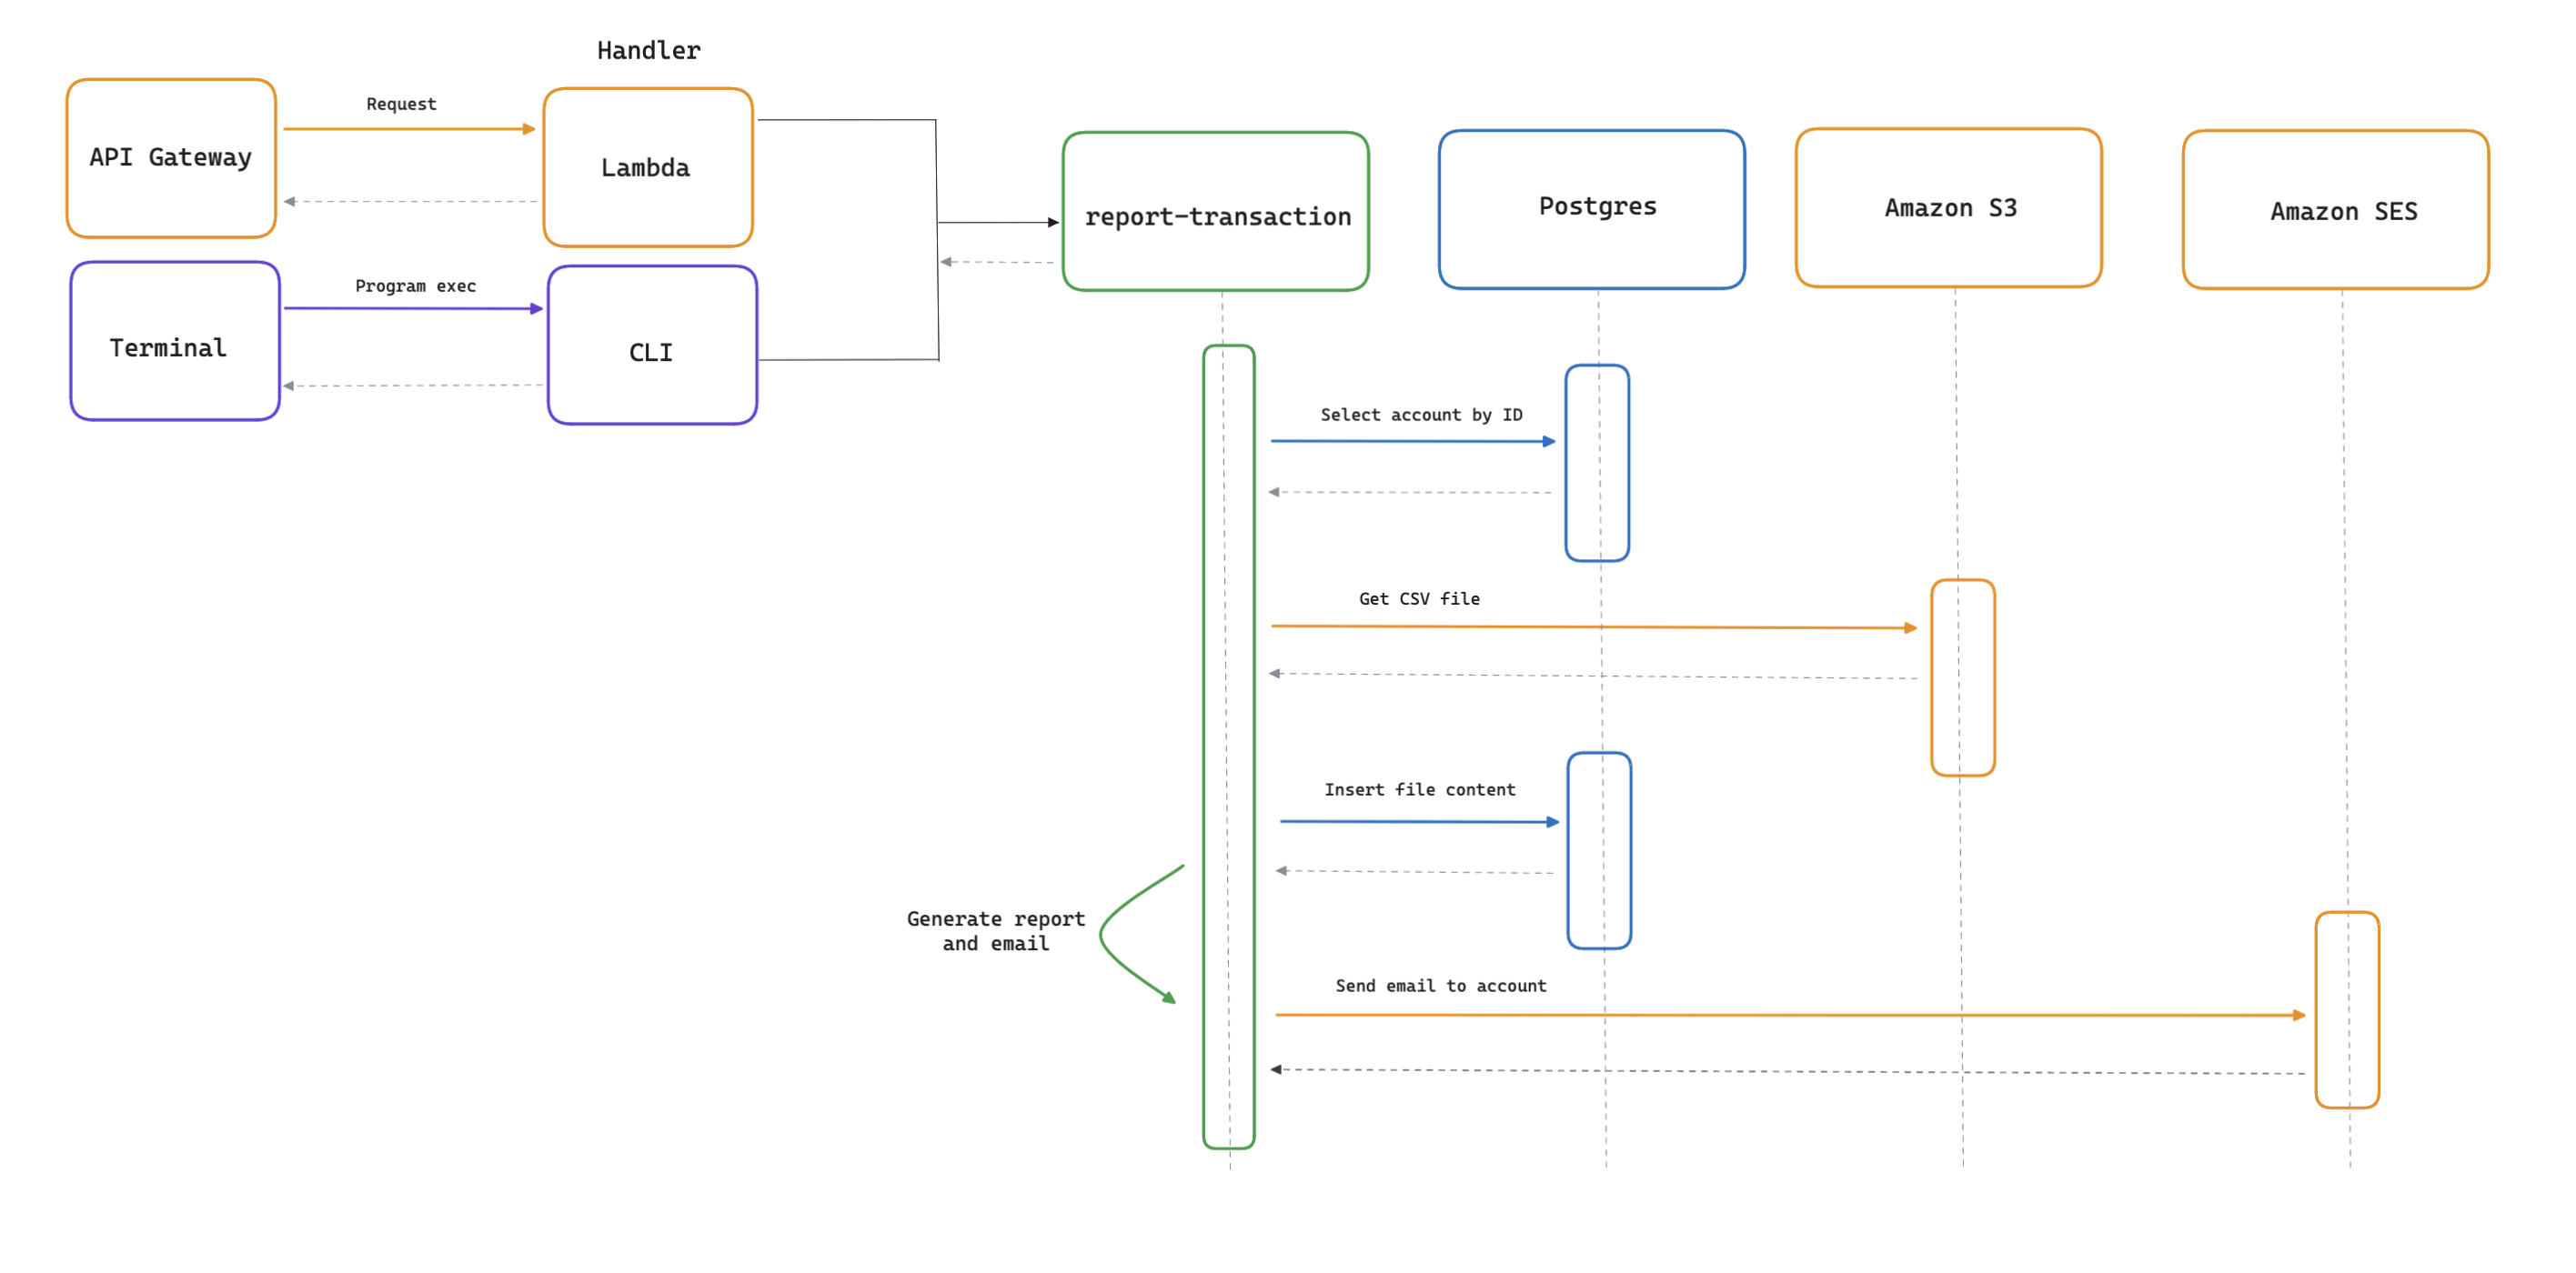 Handler
API Gateway
Request
Lambda
Terminal
Program exec
CLI
report-transaction
Postgres
Amazon S3
Amazon SES
Select account by ID
Get CSV file
Insert file content
Generate report
and email
Send email to account